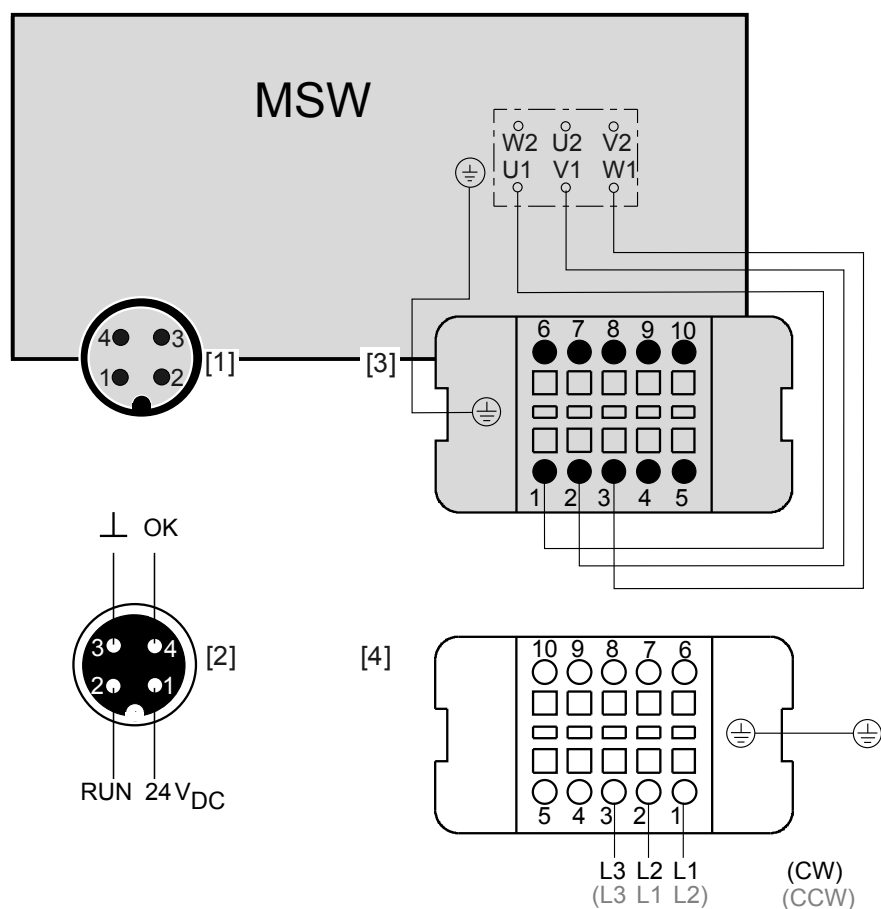 MSW
W2 U2 V2
U1 V1 W1
6 7 8 9 10
4 3
[1]
[3]
1 2
1 2 3 4 5
⊥ OK
3 4
[2]
[4]
10 9 8 7 6
2 1
RUN 24 VDC
5 4 3 2 1
L3 L2 L1 (CW)
(L3 L1 L2) (CCW)